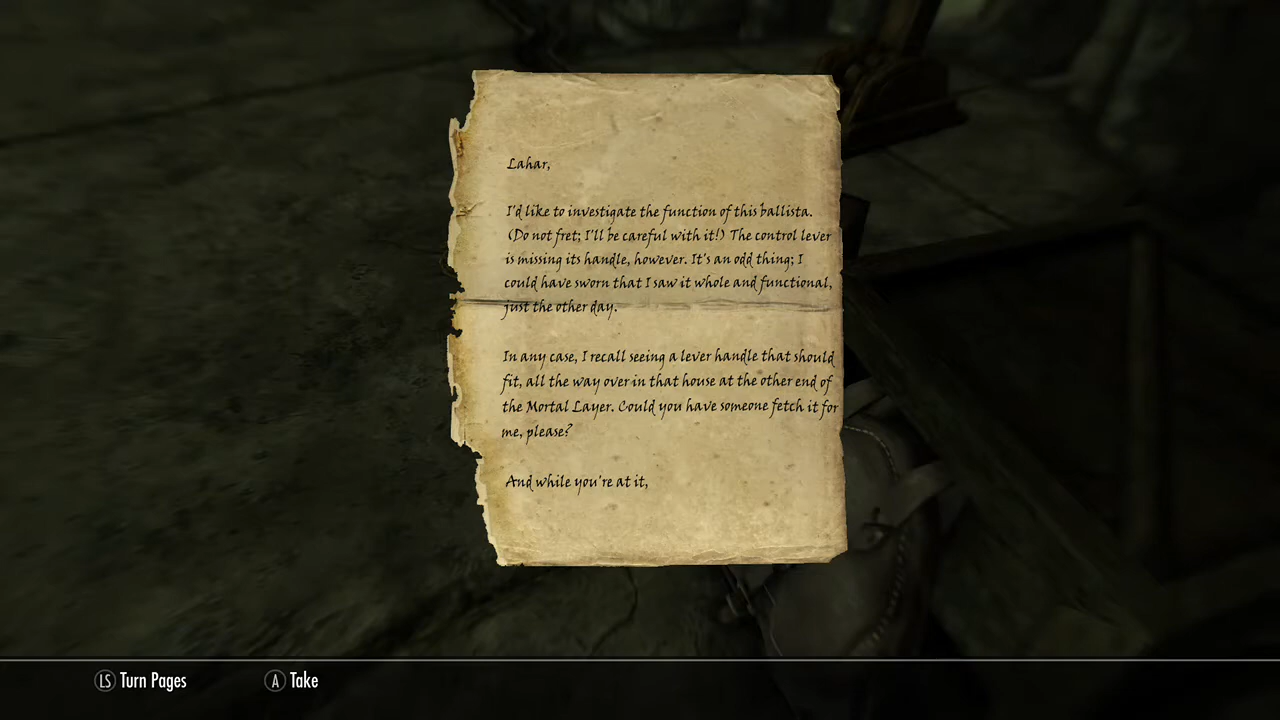 Lahar,
I'd like to investigate the function of this ballista.
(Do not fret; I'll be careful with it!) The control lever
is missing its handle, however. It's an odd thing; I
could have sworn that I saw it whole and functional,
just the other day.
In any case, I recall seeing a lever handle that should
fit, all the way over in that house at the other end of
the Mortal Layer. Could you have someone fetch it for
me, please?
And while you're at it,
LS Turn Pages A Take